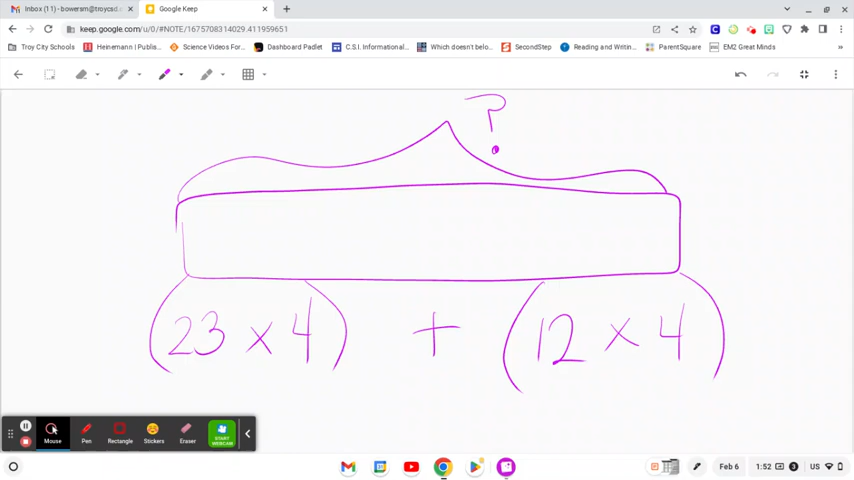 Inbox (11) - bowersm@troycsd.a
Google Keep
keep.google.com/u/0/#NOTE/1675708314029.411959651
Troy City Schools
Heinemann | Publis...
Science Videos For...
Dashboard Padlet
C.S.I. Informational...
Which doesn't belo...
SecondStep
Reading and Writin...
ParentSquare
EM2 Great Minds
»
?
(23 x 4) + (12 x 4)
Mouse
Pen
Rectangle
Stickers
Eraser
START WEBCAM
Feb 6
1:52
3
US